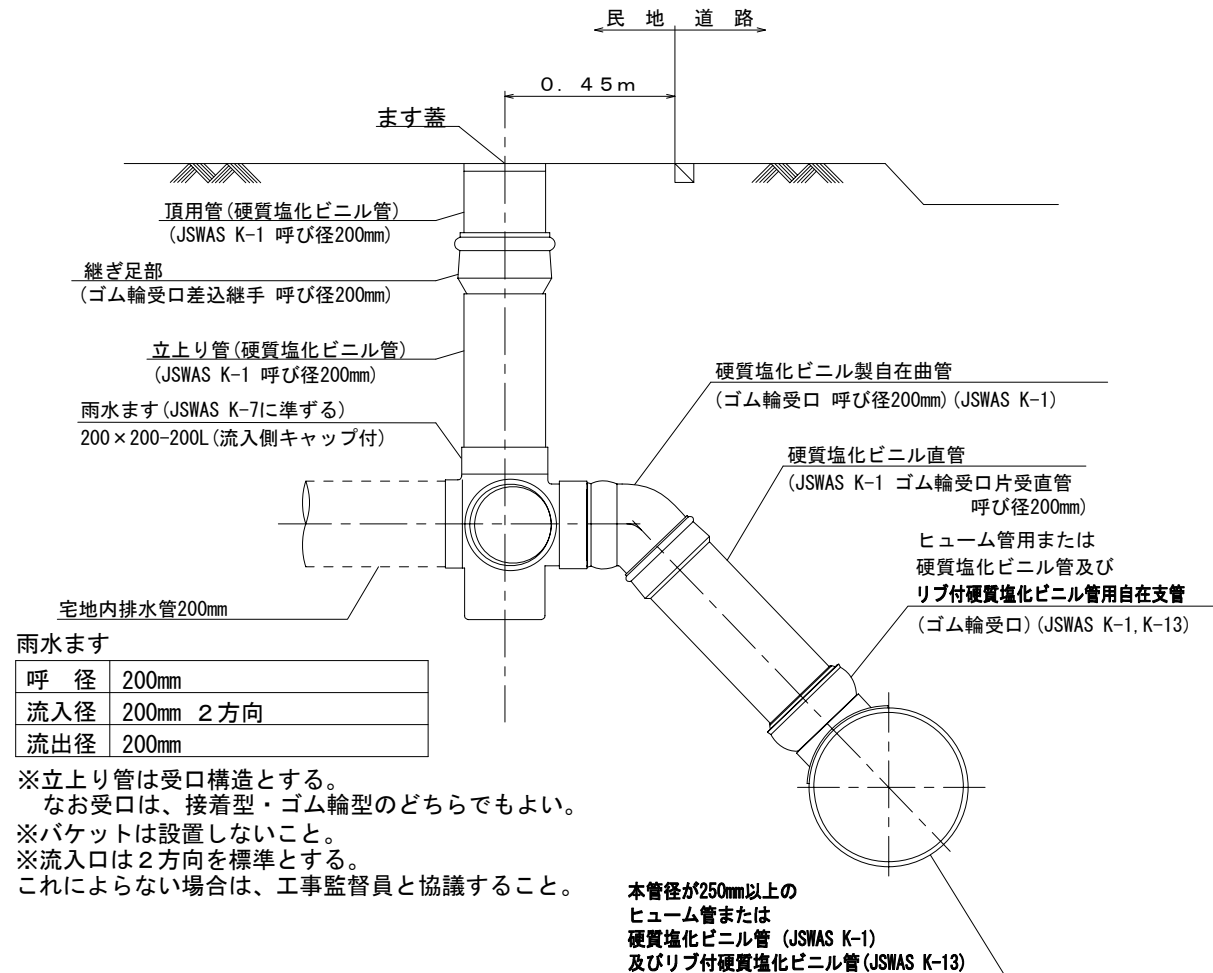 民　地　道　路
０．４５ｍ
ます蓋
頂用管(硬質塩化ビニル管)
(JSWAS K-1 呼び径200mm)
継ぎ足部
(ゴム輪受口差込継手 呼び径200mm)
立上り管(硬質塩化ビニル管)
(JSWAS K-1 呼び径200mm)
雨水ます(JSWAS K-7に準ずる)
200×200-200L(流入側キャップ付)
硬質塩化ビニル製自在曲管
(ゴム輪受口 呼び径200mm)(JSWAS K-1)
硬質塩化ビニル直管
(JSWAS K-1 ゴム輪受口片受直管
呼び径200mm)
ヒューム管用または
硬質塩化ビニル管及び
リブ付硬質塩化ビニル管用自在支管
(ゴム輪受口)(JSWAS K-1,K-13)
宅地内排水管200mm
雨水ます
呼　径 200mm
流入径 200mm ２方向
流出径 200mm
※立上り管は受口構造とする。
なお受口は、接着型・ゴム輪型のどちらでもよい。
※バケットは設置しないこと。
※流入口は２方向を標準とする。
これによらない場合は、工事監督員と協議すること。
本管径が250mm以上の
ヒューム管または
硬質塩化ビニル管 (JSWAS K-1)
及びリブ付硬質塩化ビニル管(JSWAS K-13)